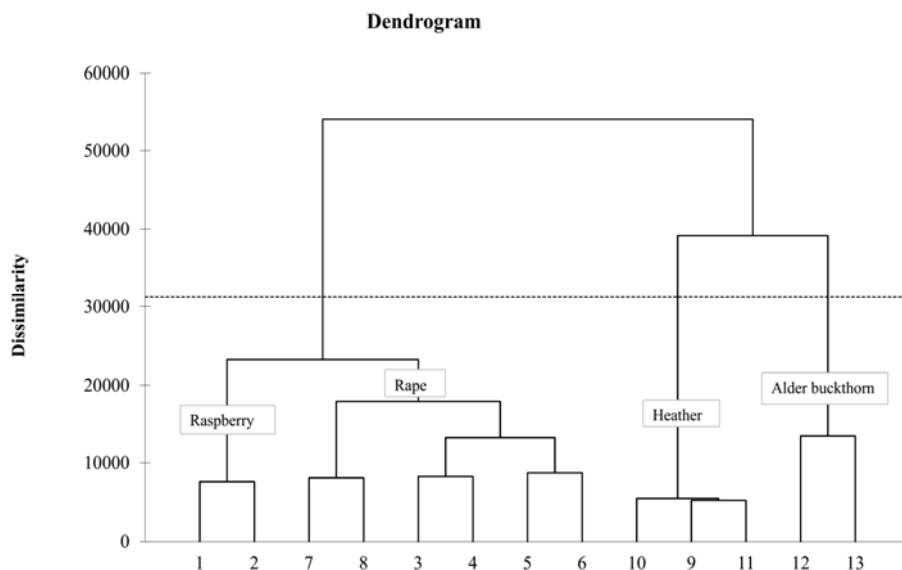 Dendrogram
60000
50000
40000
30000
20000
10000
0
Dissimilarity
Rape
Alder buckthorn
Raspberry
Heather
1 2 7 8 3 4 5 6 10 9 11 12 13